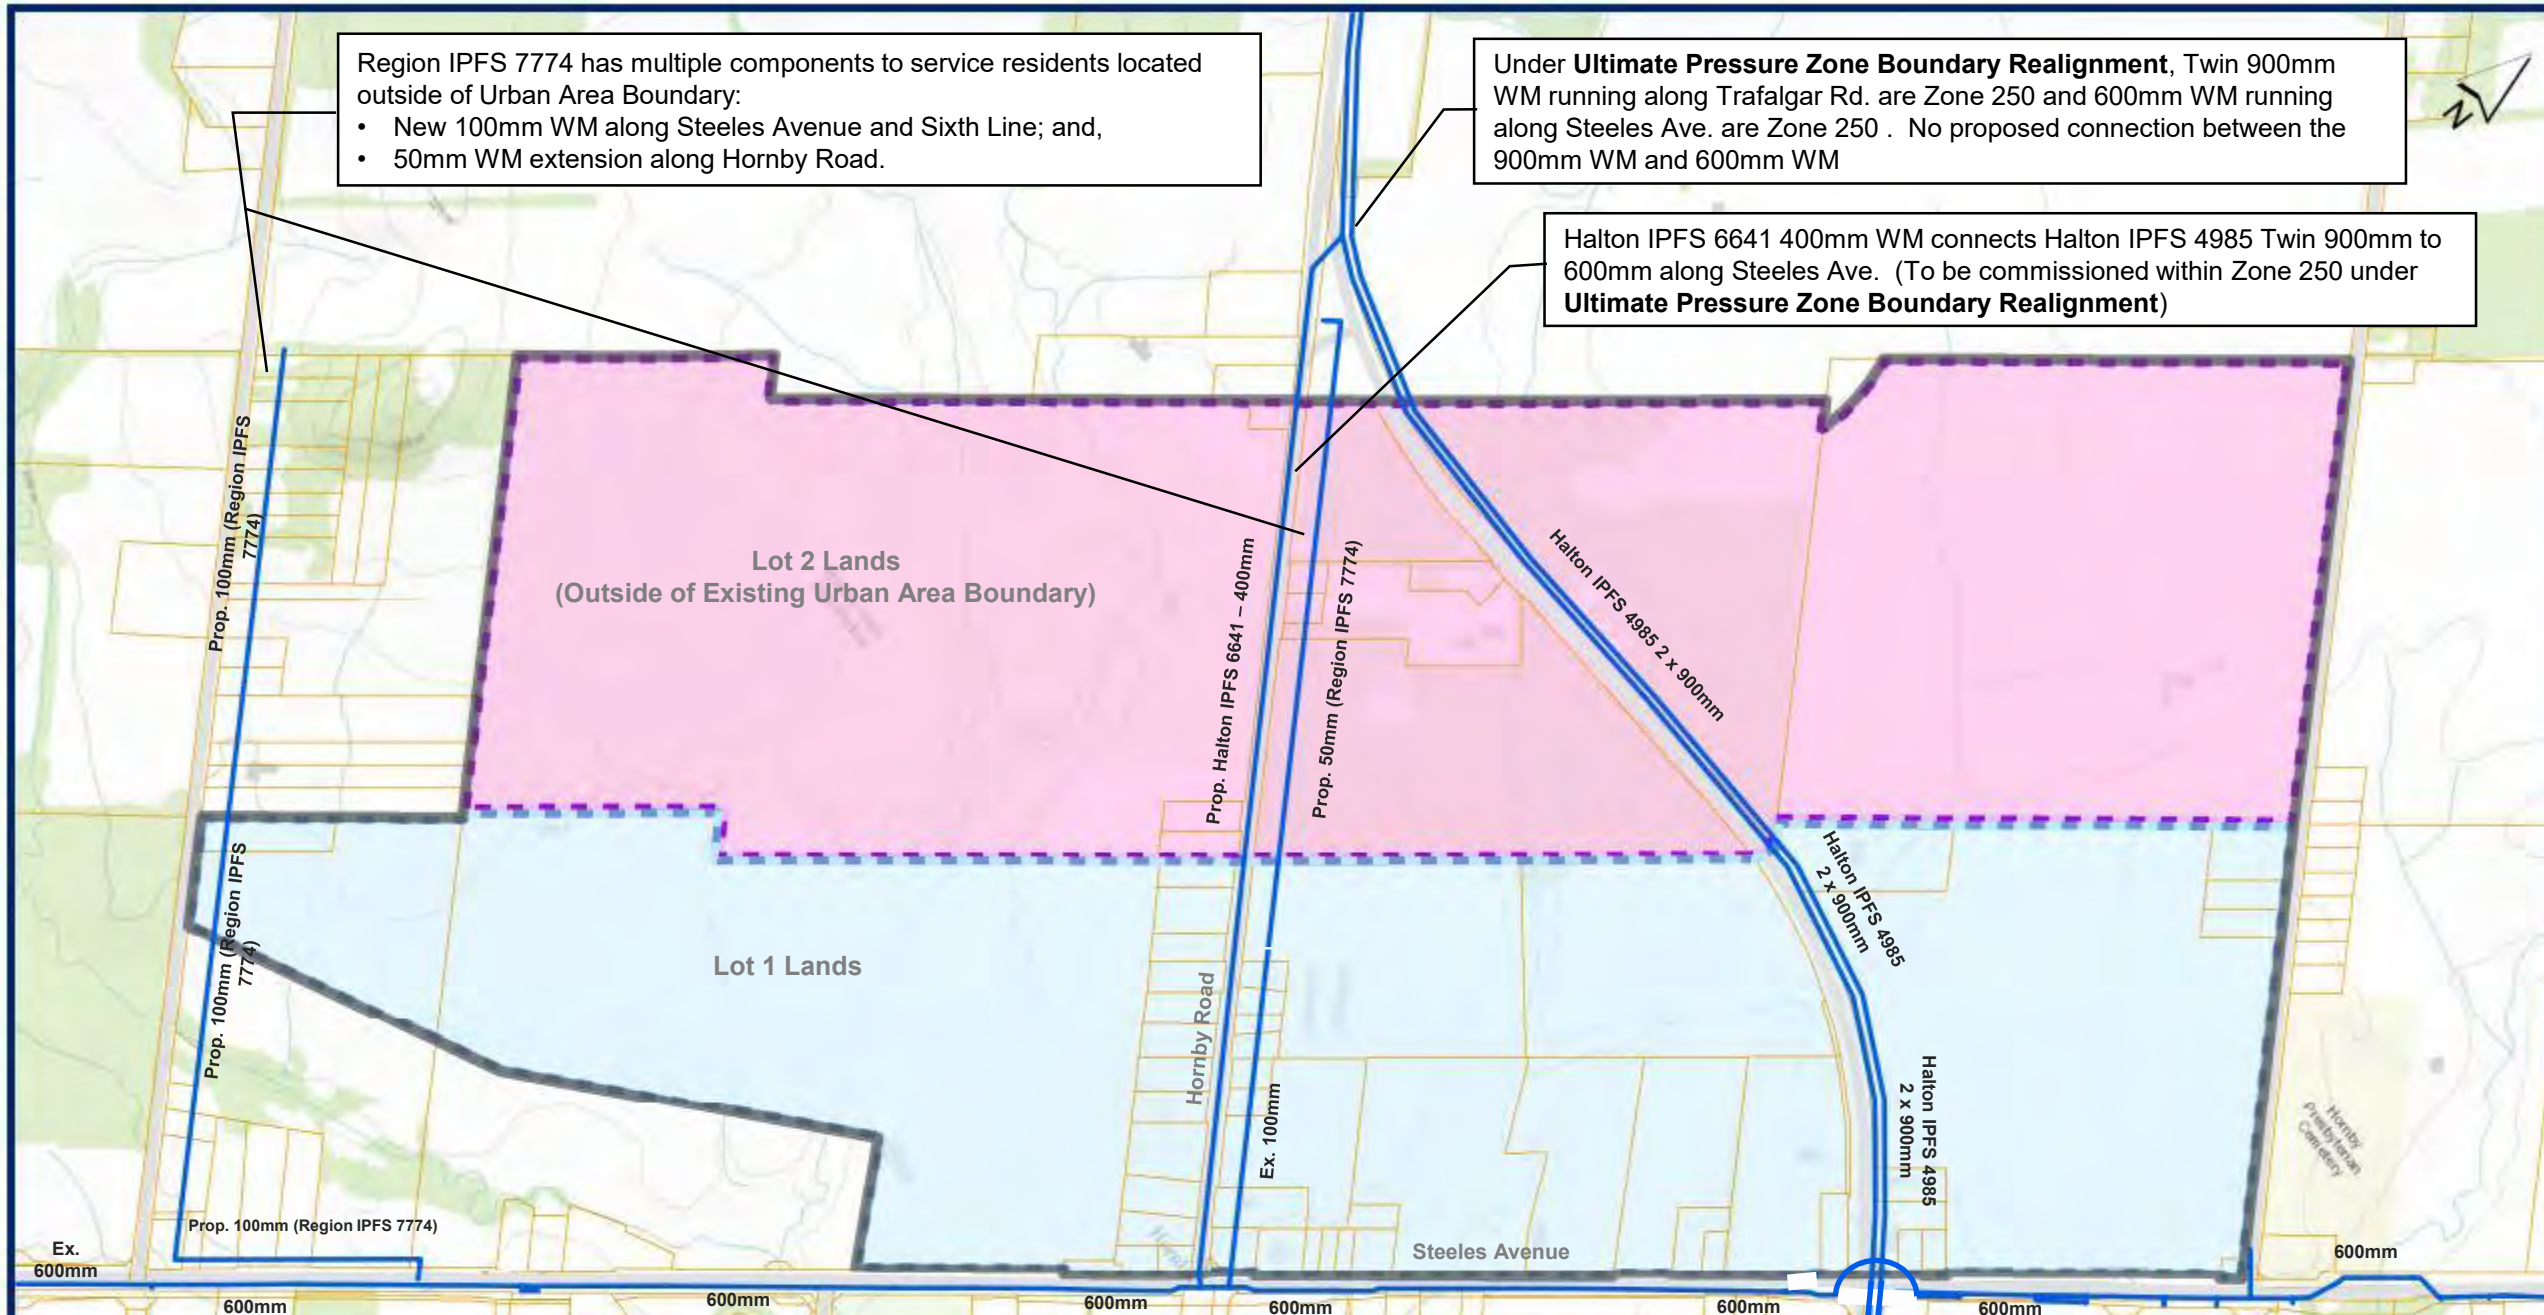 Region IPFS 7774 has multiple components to service residents located
outside of Urban Area Boundary:
• New 100mm WM along Steeles Avenue and Sixth Line; and,
• 50mm WM extension along Hornby Road.
Under Ultimate Pressure Zone Boundary Realignment, Twin 900mm
WM running along Trafalgar Rd. are Zone 250 and 600mm WM running
along Steeles Ave. are Zone 250 . No proposed connection between the
900mm WM and 600mm WM
N
Halton IPFS 6641 400mm WM connects Halton IPFS 4985 Twin 900mm to
600mm along Steeles Ave. (To be commissioned within Zone 250 under
Ultimate Pressure Zone Boundary Realignment)
Prop. 100mm (Region IPFS
7774)
Lot 2 Lands
(Outside of Existing Urban Area Boundary)
Prop. Halton IPFS 6641 – 400mm
Prop. 50mm (Region IPFS 7774)
Halton IPFS 4985 2 x 900mm
Halton IPFS 4985
2 x 900mm
Prop. 100mm (Region IPFS
7774)
Lot 1 Lands
Hornby Road
Ex. 100mm
Halton IPFS 4985
2 x 900mm
Hornby
Presbyterian
Cemetery
Prop. 100mm (Region IPFS 7774)
Steeles Avenue
Ex.
600mm
600mm
600mm
600mm
600mm
600mm
600mm
600mm